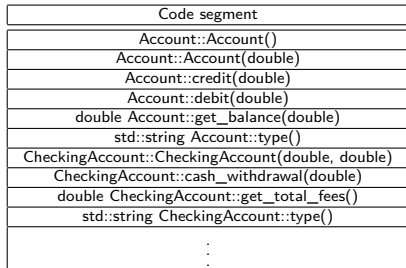 Code segment
Account::Account()
Account::Account(double)
Account::credit(double)
Account::debit(double)
double Account::get_balance(double)
std::string Account::type()
CheckingAccount::CheckingAccount(double, double)
CheckingAccount::cash_withdrawal(double)
double CheckingAccount::get_total_fees()
std::string CheckingAccount::type()
.
.
.